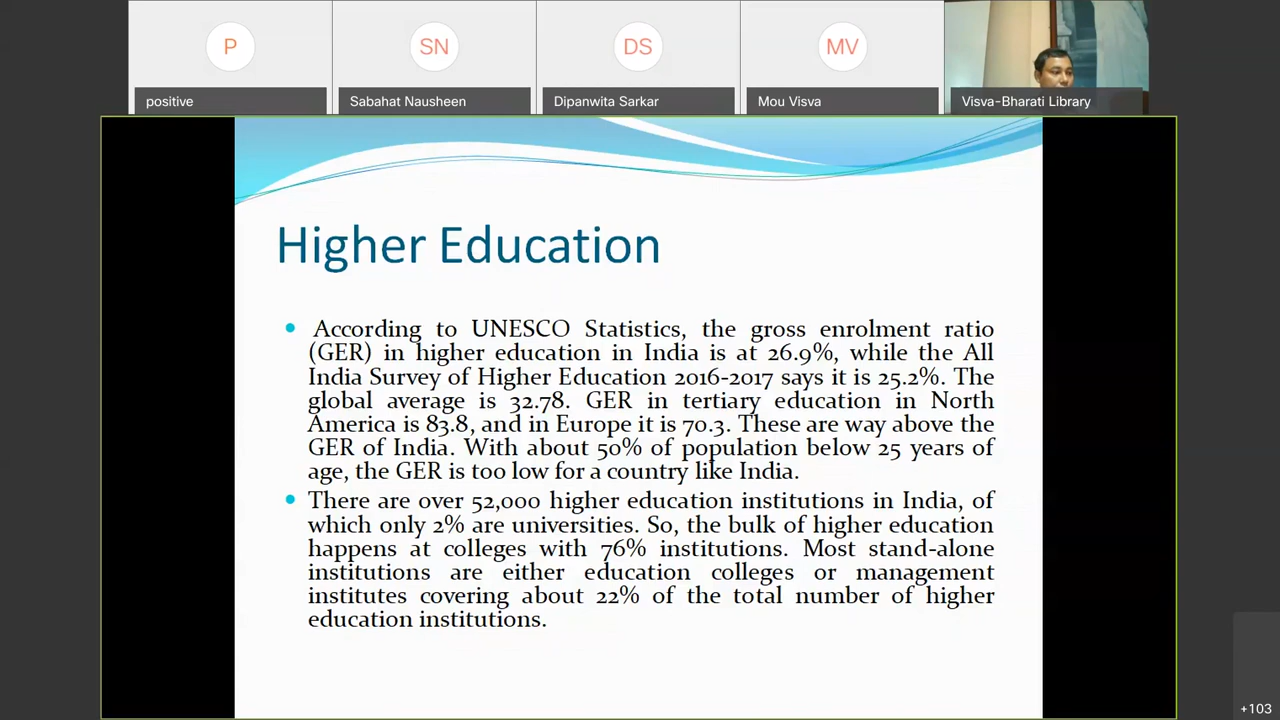 P
SN
DS
MV
positive
Sabahat Nausheen
Dipanwita Sarkar
Mou Visva
Visva-Bharati Library
Higher Education
• According to UNESCO Statistics, the gross enrolment ratio
(GER) in higher education in India is at 26.9%, while the All
India Survey of Higher Education 2016-2017 says it is 25.2%. The
global average is 32.78. GER in tertiary education in North
America is 83.8, and in Europe it is 70.3. These are way above the
GER of India. With about 50% of population below 25 years of
age, the GER is too low for a country like India.
• There are over 52,000 higher education institutions in India, of
which only 2% are universities. So, the bulk of higher education
happens at colleges with 76% institutions. Most stand-alone
institutions are either education colleges or management
institutes covering about 22% of the total number of higher
education institutions.
+103